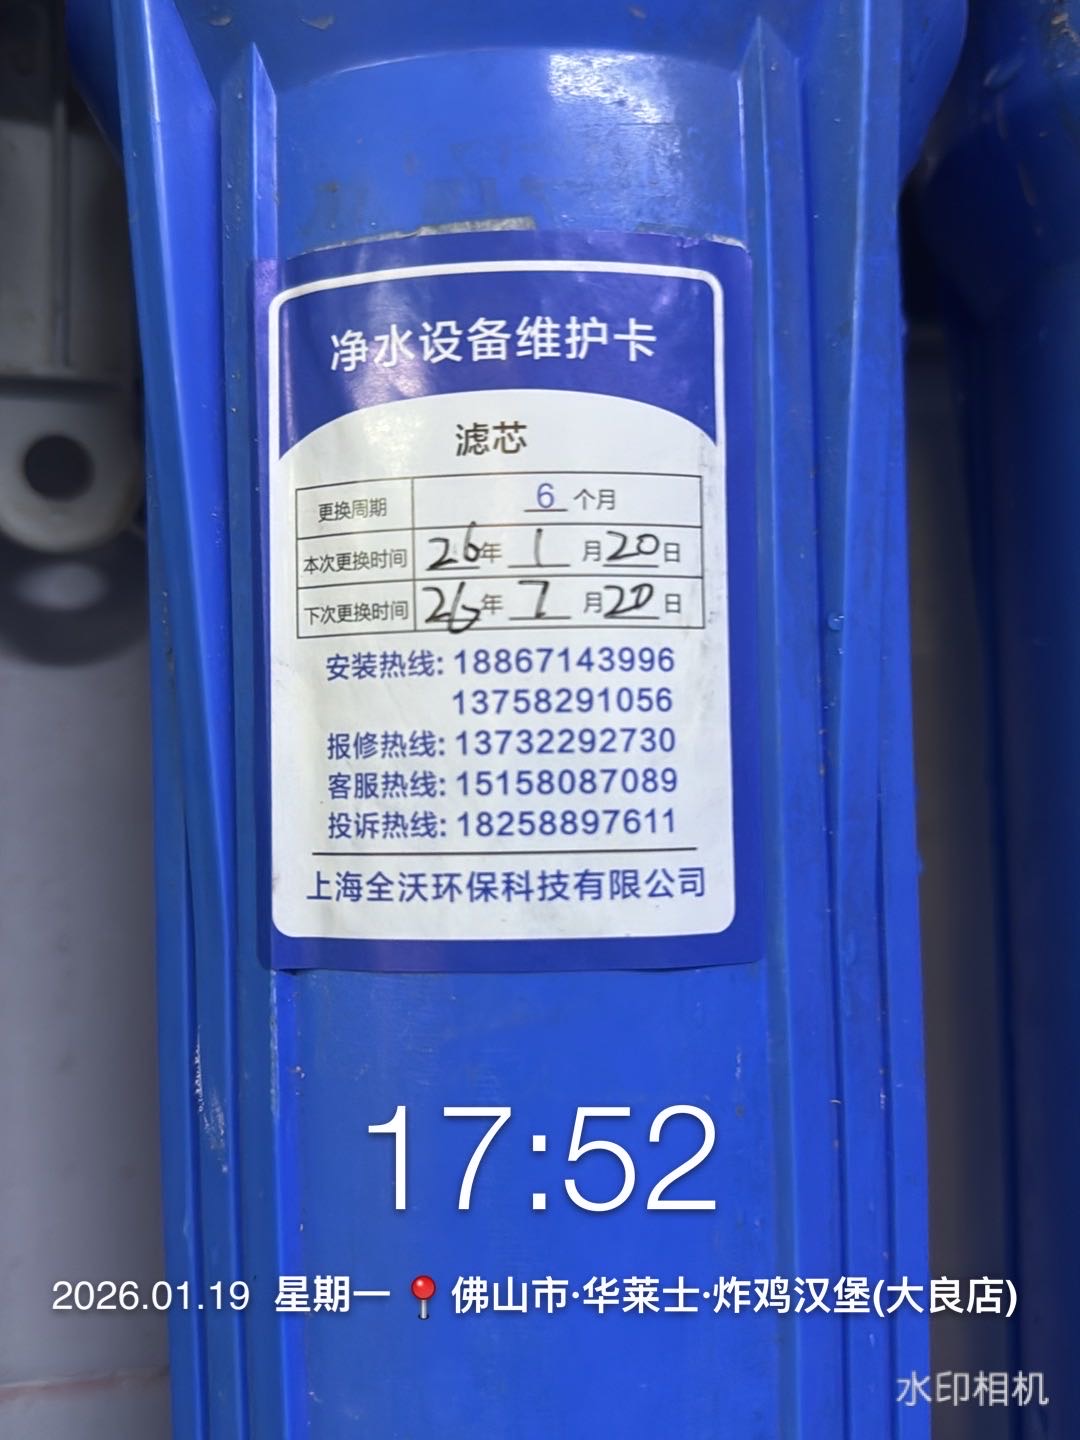 净水设备维护卡
滤芯
更换周期 6 个月
本次更换时间 26年 1 月20日
下次更换时间 26年 7 月20日
安装热线: 18867143996
13758291056
报修热线: 13732292730
客服热线: 15158087089
投诉热线: 18258897611
上海全沃环保科技有限公司
17:52
2026.01.19 星期一 📍佛山市·华莱士·炸鸡汉堡(大良店)
水印相机